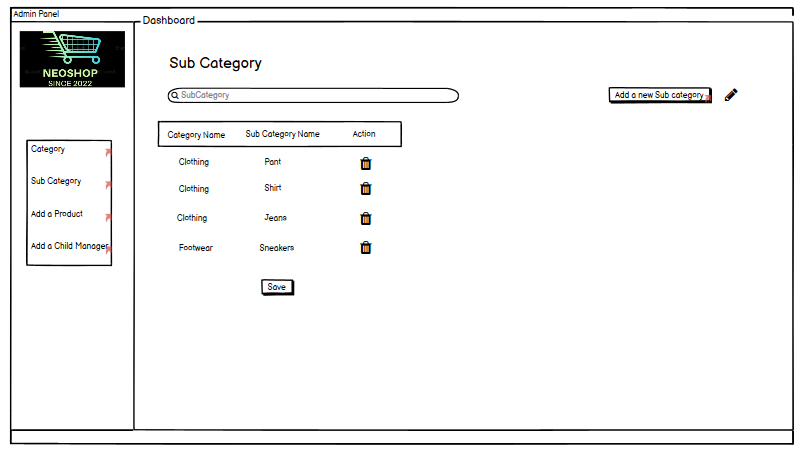 Admin Panel
Dashboard
NEOSHOP
SINCE 2022
Sub Category
SubCategory
Add a new Sub category
Category
Sub Category
Add a Product
Add a Child Manager
Category Name Sub Category Name Action
Clothing Pant
Clothing Shirt
Clothing Jeans
Footwear Sneakers
Save